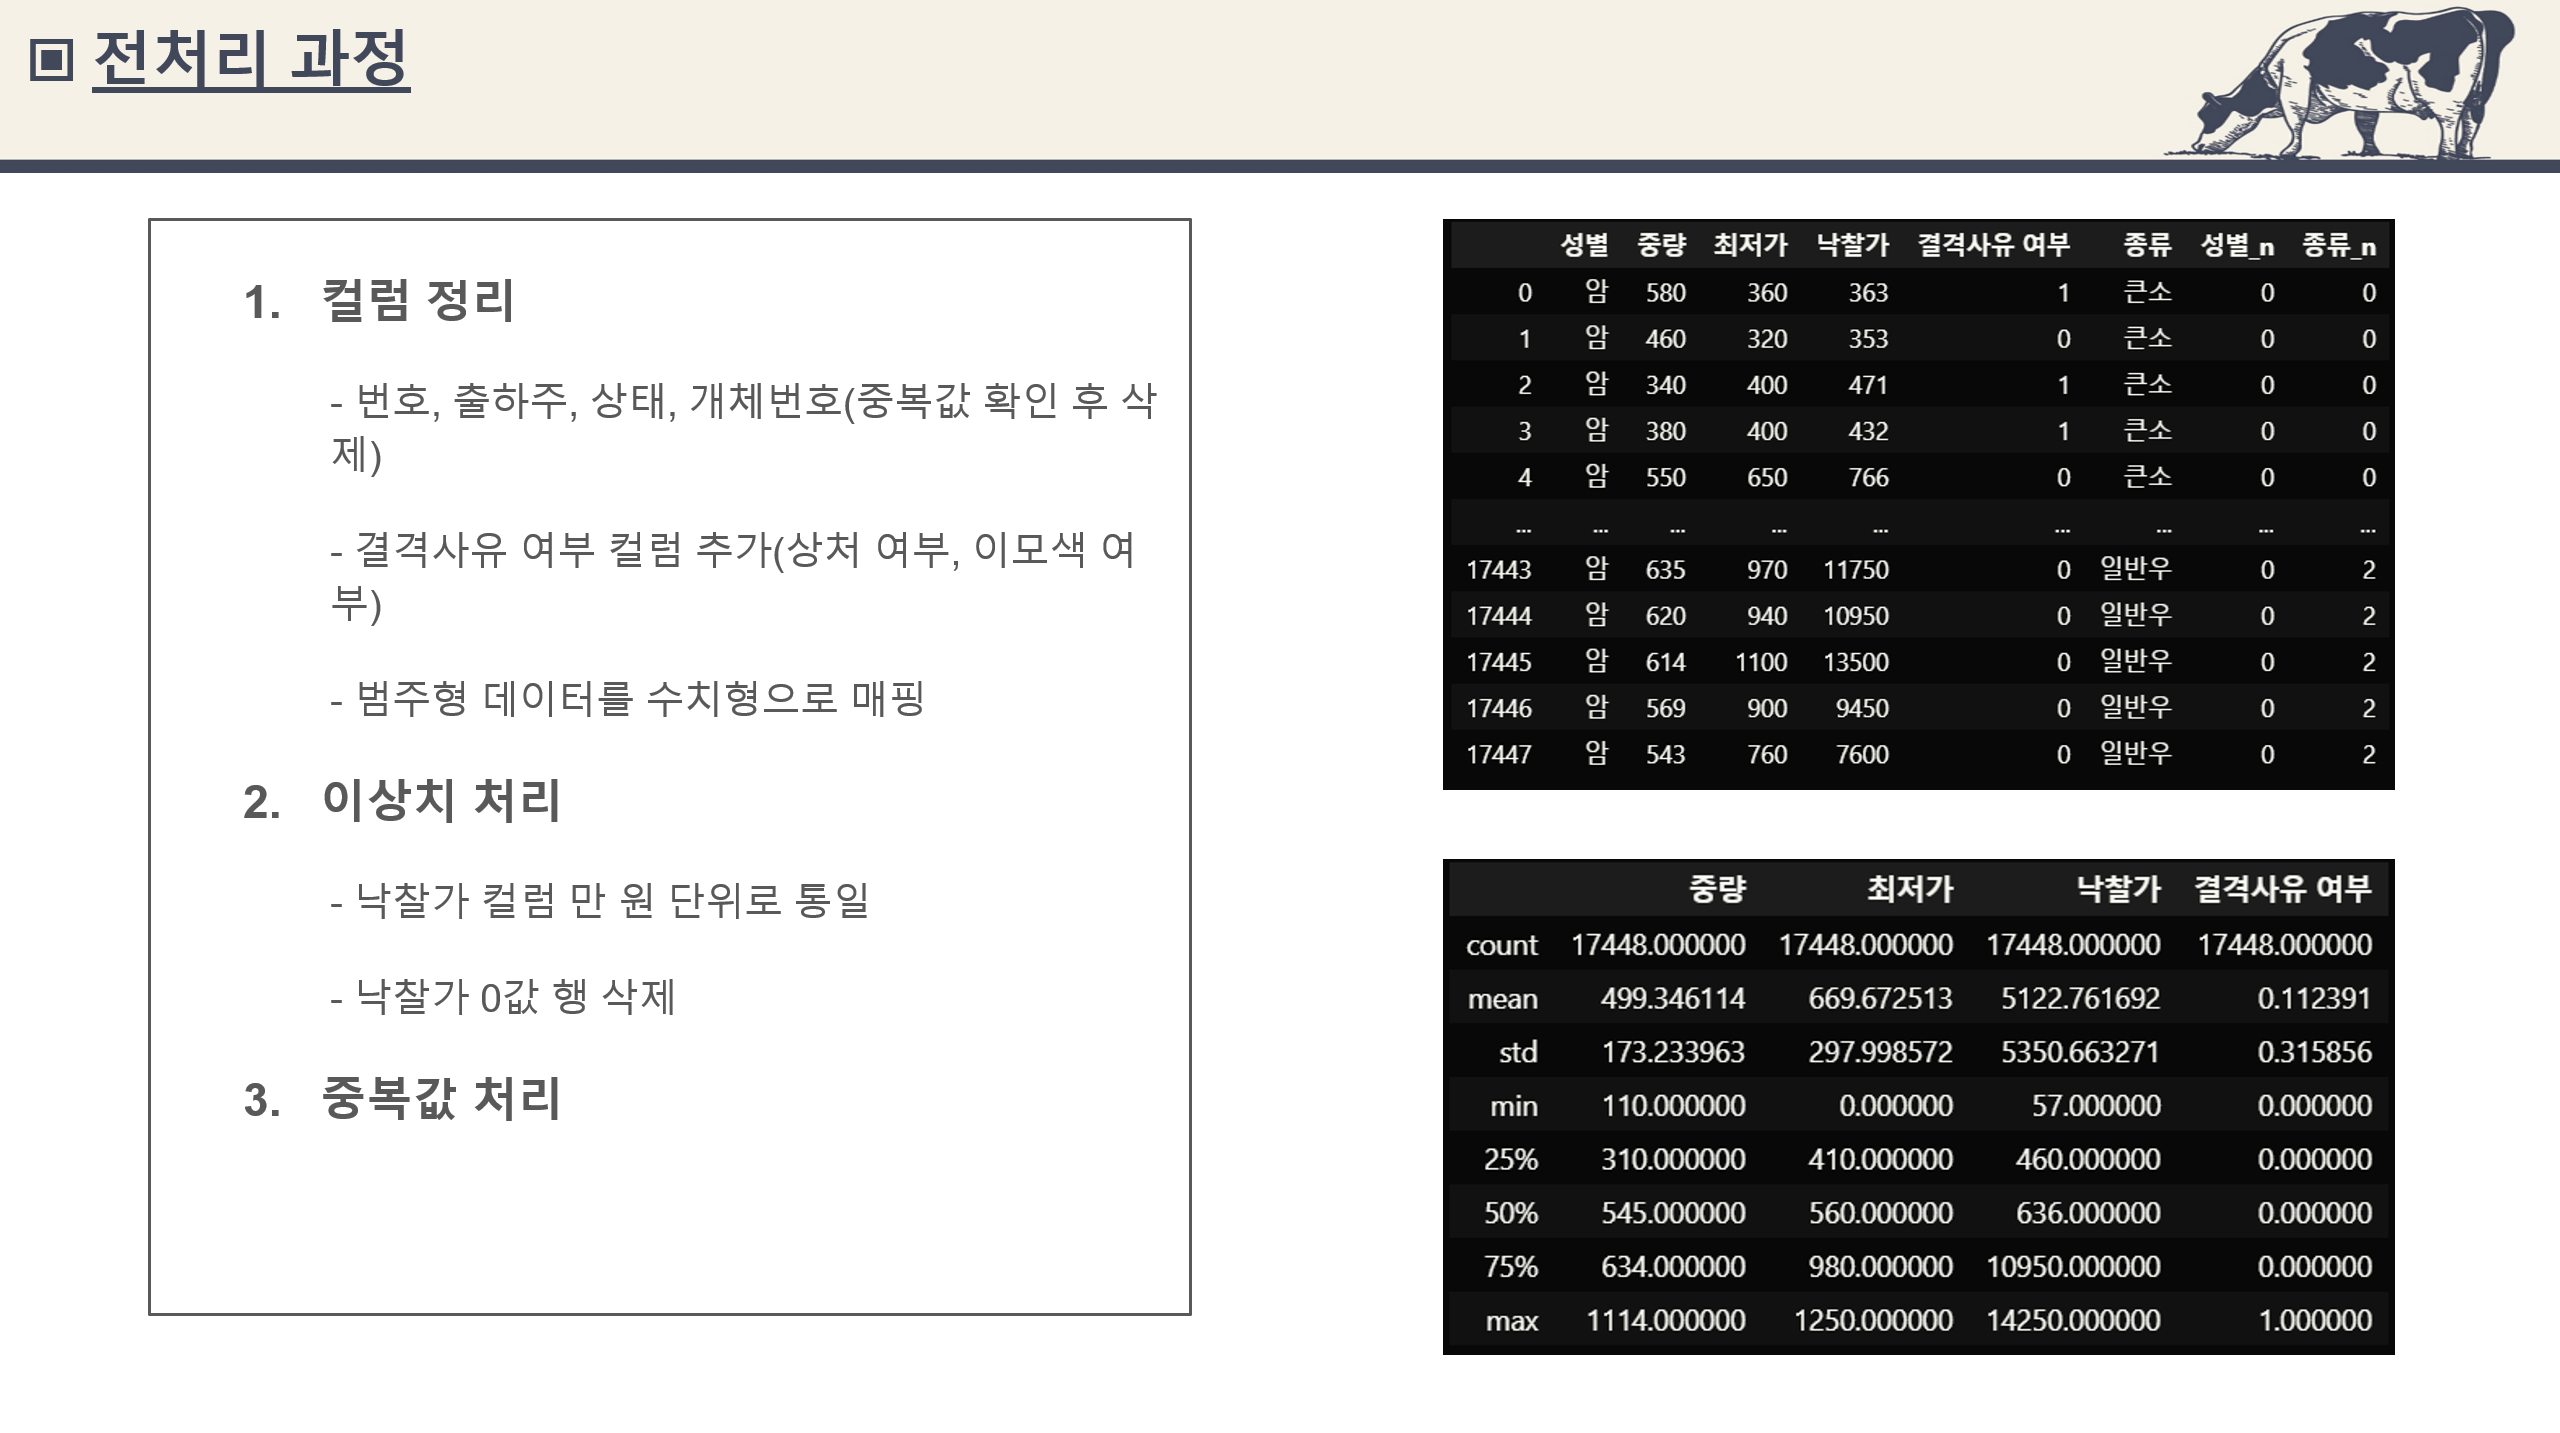 전처리 과정
1. 컬럼 정리
- 번호, 출하주, 상태, 개체번호(중복값 확인 후 삭
제)
- 결격사유 여부 컬럼 추가(상처 여부, 이모색 여
부)
- 범주형 데이터를 수치형으로 매핑
2. 이상치 처리
- 낙찰가 컬럼 만 원 단위로 통일
- 낙찰가 0값 행 삭제
3. 중복값 처리
성별 중량 최저가 낙찰가 결격사유 여부 종류 성별_n 종류_n
0 암 580 360 363 1 큰소 0 0
1 암 460 320 353 0 큰소 0 0
2 암 340 400 471 1 큰소 0 0
3 암 380 400 432 1 큰소 0 0
4 암 550 650 766 0 큰소 0 0
... ... ... ... ... ... ... ... ...
17443 암 635 970 11750 0 일반우 0 2
17444 암 620 940 10950 0 일반우 0 2
17445 암 614 1100 13500 0 일반우 0 2
17446 암 569 900 9450 0 일반우 0 2
17447 암 543 760 7600 0 일반우 0 2
중량 최저가 낙찰가 결격사유 여부
count 17448.000000 17448.000000 17448.000000 17448.000000
mean 499.346114 669.672513 5122.761692 0.112391
std 173.233963 297.998572 5350.663271 0.315856
min 110.000000 0.000000 57.000000 0.000000
25% 310.000000 410.000000 460.000000 0.000000
50% 545.000000 560.000000 636.000000 0.000000
75% 634.000000 980.000000 10950.000000 0.000000
max 1114.000000 1250.000000 14250.000000 1.000000